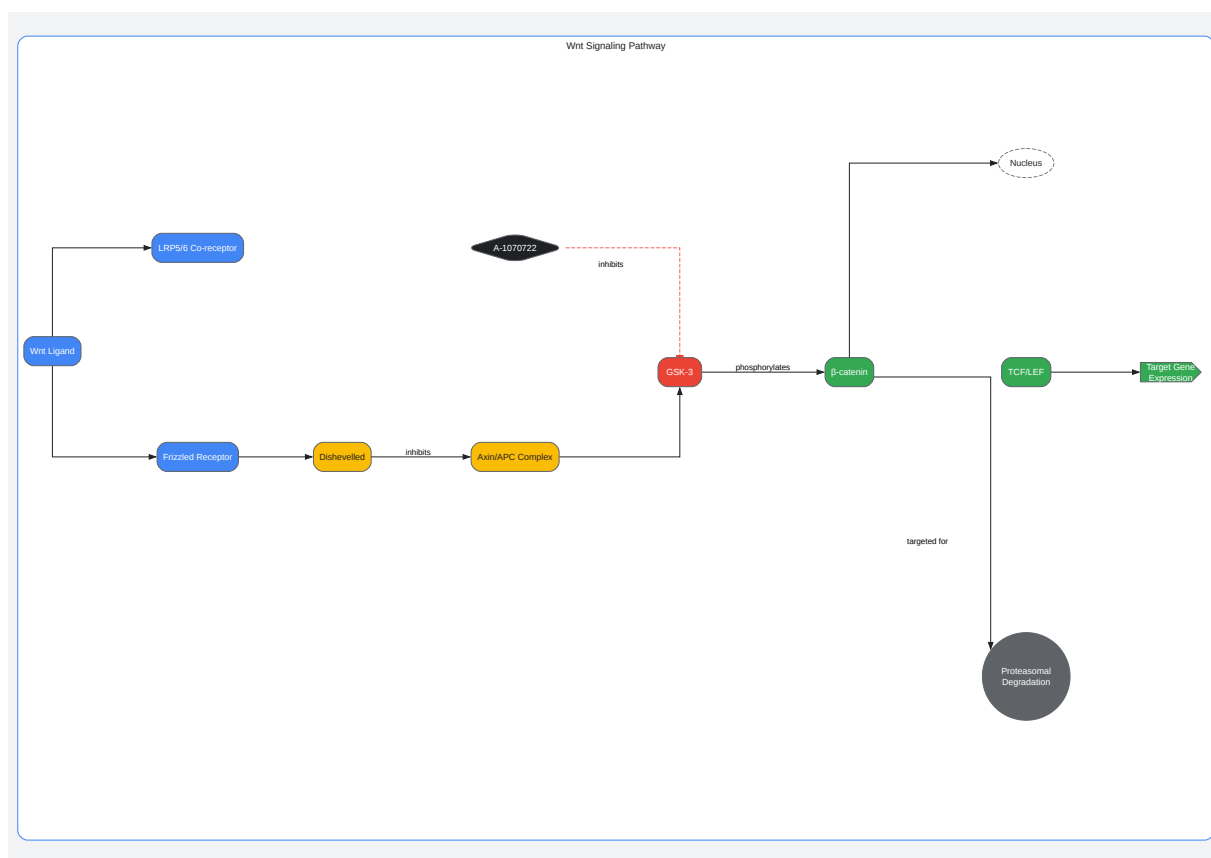 Wnt Signaling Pathway
Nucleus
LRP5/6 Co-receptor
A-1070722
inhibits
Wnt Ligand
GSK-3
phosphorylates
β-catenin
TCF/LEF
Target Gene
Expression
Frizzled Receptor
Dishevelled
inhibits
Axin/APC Complex
targeted for
Proteasomal
Degradation